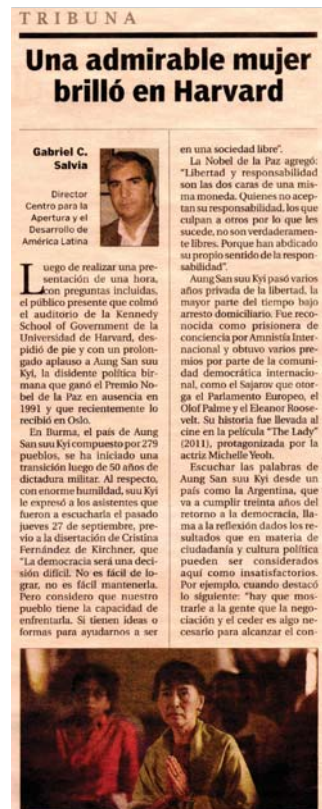 TRIBUNA
Una admirable mujer
brilló en Harvard
Gabriel C.
Salvia
Director
Centro para la
Apertura y el
Desarrollo de
América Latina
Luego de realizar una pre-
sentación de una hora,
con preguntas incluidas,
el público presente que colmó
el auditorio de la Kennedy
School of Government de la
Universidad de Harvard, des-
pidió de pie y con un prolon-
gado aplauso a Aung San suu
Kyi, la disidente política bir-
mana que ganó el Premio No-
bel de la Paz en ausencia en
1991 y que recientemente lo
recibió en Oslo.
En Burma, el país de Aung
San suu Kyi compuesto por 279
pueblos, se ha iniciado una
transición luego de 50 años de
dictadura militar. Al respecto,
con enorme humildad, suu Kyi
le expresó a los asistentes que
fueron a escucharla el pasado
jueves 27 de septiembre, pre-
vio a la disertación de Cristina
Fernández de Kirchner, que
"La democracia será una deci-
sión difícil. No es fácil de lo-
grar, no es fácil mantenerla.
Pero considero que nuestro
pueblo tiene la capacidad de
enfrentarla. Si tienen ideas o
formas para ayudarnos a ser
en una sociedad libre".
La Nobel de la Paz agregó:
"Libertad y responsabilidad
son las dos caras de una mis-
ma moneda. Quienes no acep-
tan su responsabilidad, los que
culpan a otros por lo que les
sucede, no son verdaderamen-
te libres. Porque han abdicado
su propio sentido de la respon-
sabilidad".
Aung San suu Kyi pasó varios
años privada de la libertad, la
mayor parte del tiempo bajo
arresto domiciliario. Fue reco-
nocida como prisionera de
conciencia por Amnistía Inter-
nacional y obtuvo varios pre-
mios por parte de la comuni-
dad democrática internacio-
nal, como el Sajarov que otor-
ga el Parlamento Europeo, el
Olof Palme y el Eleanor Roose-
velt. Su historia fue llevada al
cine en la película "The Lady"
(2011), protagonizada por la
actriz Michelle Yeoh.
Escuchar las palabras de
Aung San suu Kyi desde un
país como la Argentina, que
va a cumplir treinta años del
retorno a la democracia, lla-
ma a la reflexión dados los re-
sultados que en materia de
ciudadanía y cultura política
pueden ser considerados
aquí como insatisfactorios.
Por ejemplo, cuando destacó
lo siguiente: "hay que mos-
trarle a la gente que la nego-
ciación y el ceder es algo ne-
cesario para alcanzar el con-